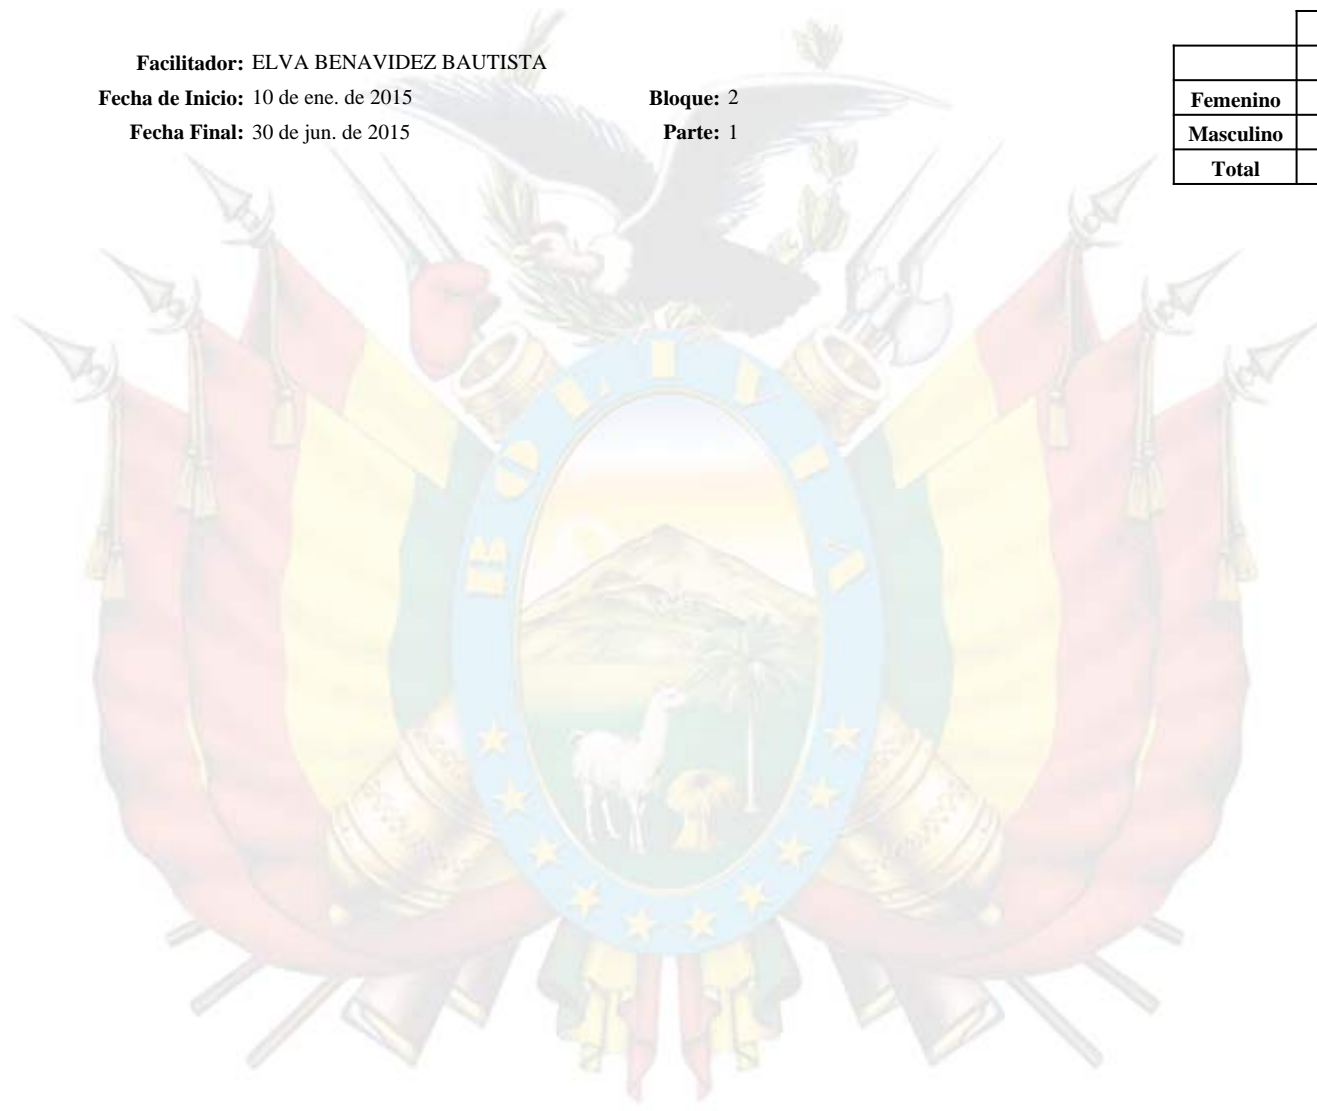 Facilitador: ELVA BENAVIDEZ BAUTISTA
Fecha de Inicio: 10 de ene. de 2015 Bloque: 2
Fecha Final: 30 de jun. de 2015 Parte: 1
Femenino
Masculino
Total
BOLIVIA